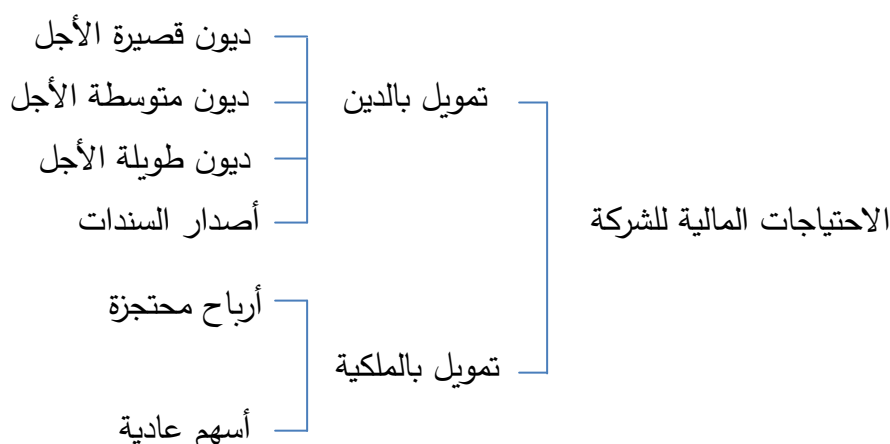 ديون قصيرة الأجل
تمويل بالدين
ديون متوسطة الأجل
ديون طويلة الأجل
الاحتياجات المالية للشركة
أصدار السندات
أرباح محتجزة
تمويل بالملكية
أسهم عادية